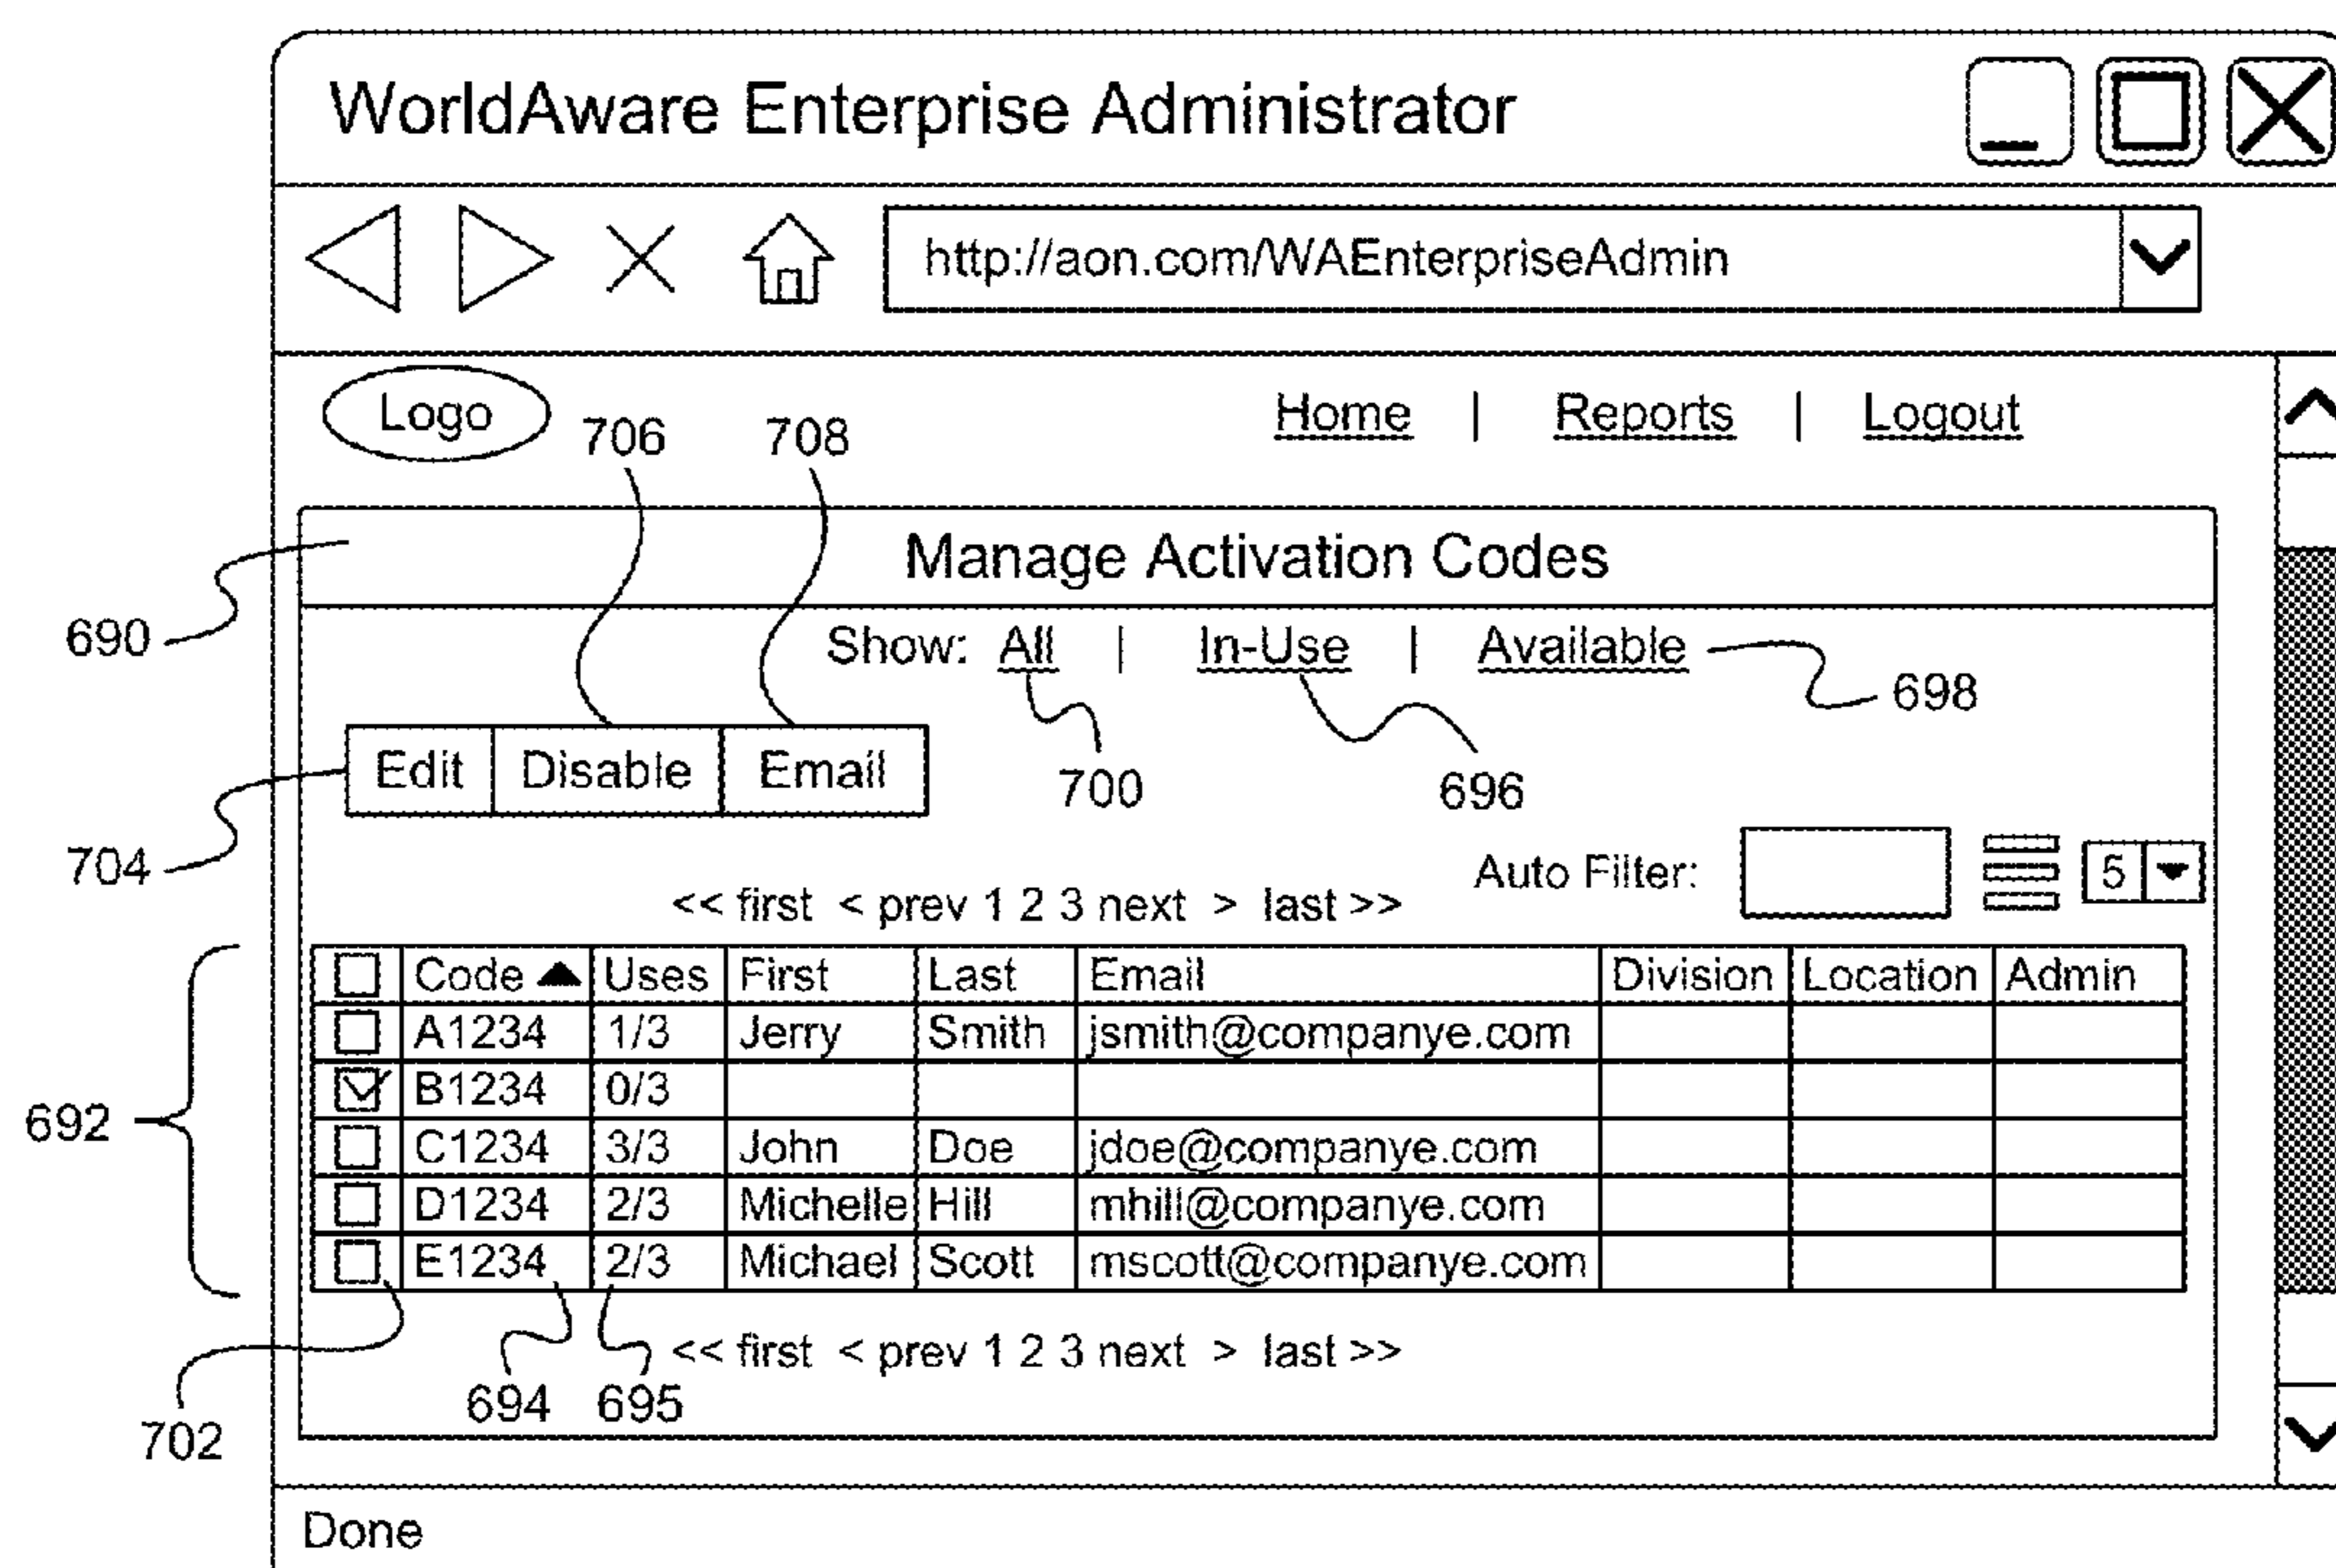 WorldAware Enterprise Administrator
http://aon.com/WAEnterpriseAdmin
Logo
706
708
Home | Reports | Logout
Manage Activation Codes
690
Show: All | In-Use | Available
698
Edit Disable Email
700
696
704
Auto Filter: 5
<< first < prev 1 2 3 next > last >>
Code Uses First Last Email Division Location Admin
A1234 1/3 Jerry Smith jsmith@companye.com
B1234 0/3
692
C1234 3/3 John Doe jdoe@companye.com
D1234 2/3 Michelle Hill mhill@companye.com
E1234 2/3 Michael Scott mscott@companye.com
<< first < prev 1 2 3 next > last >>
694 695
702
Done